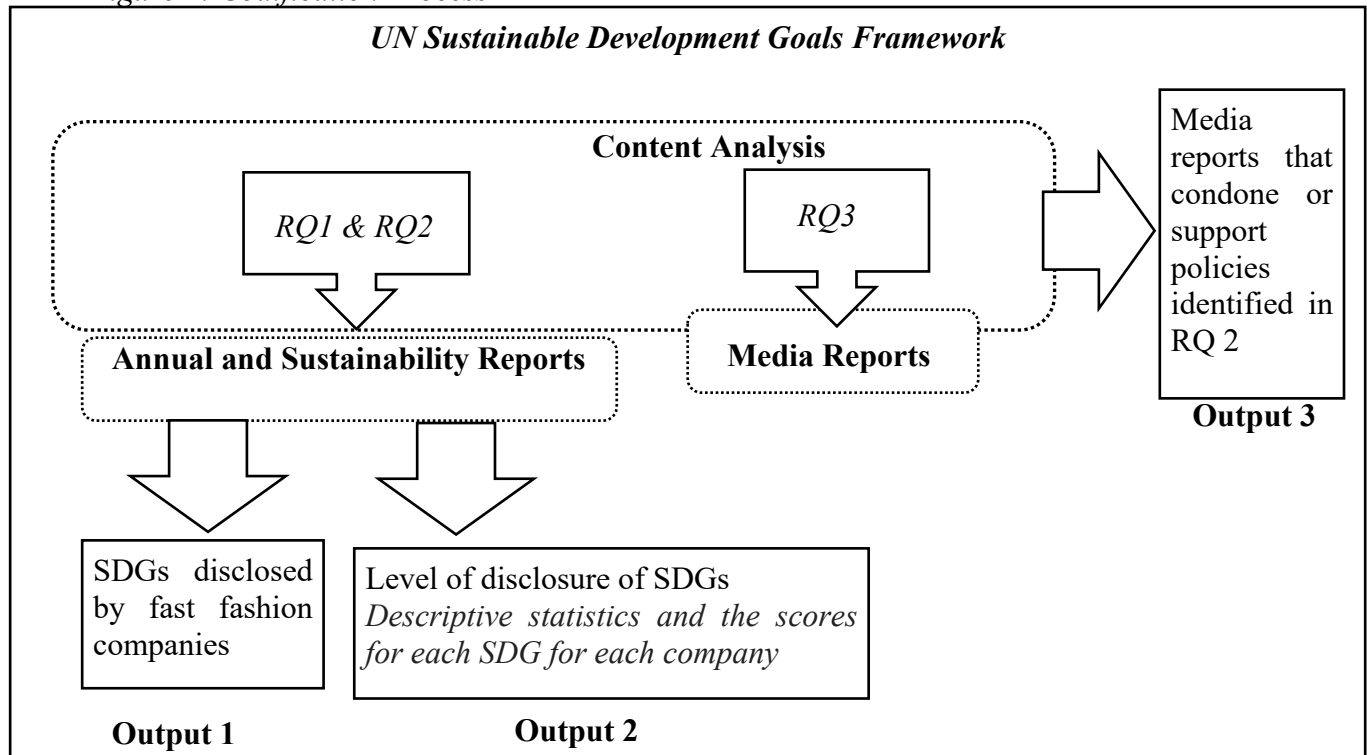 UN Sustainable Development Goals Framework
Content Analysis
RQ1 & RQ2
RQ3
Annual and Sustainability Reports
Media Reports
Media
reports that
condone or
support
policies
identified in
RQ 2
Output 3
SDGs disclosed
by fast fashion
companies
Output 1
Level of disclosure of SDGs
Descriptive statistics and the scores
for each SDG for each company
Output 2